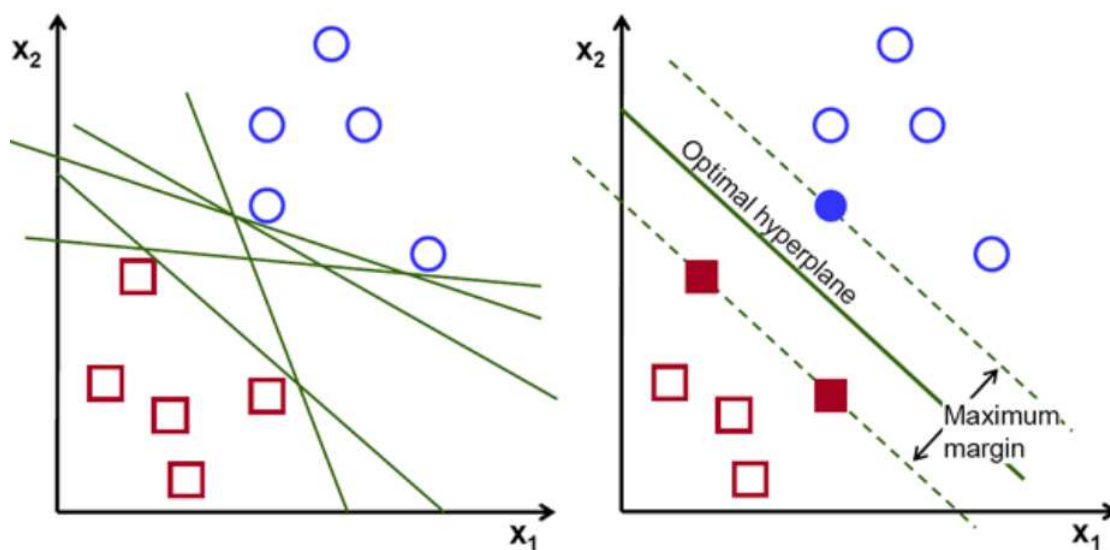 x₂
x₁
x₂
Optimal hyperplane
Maximum
margin
x₁